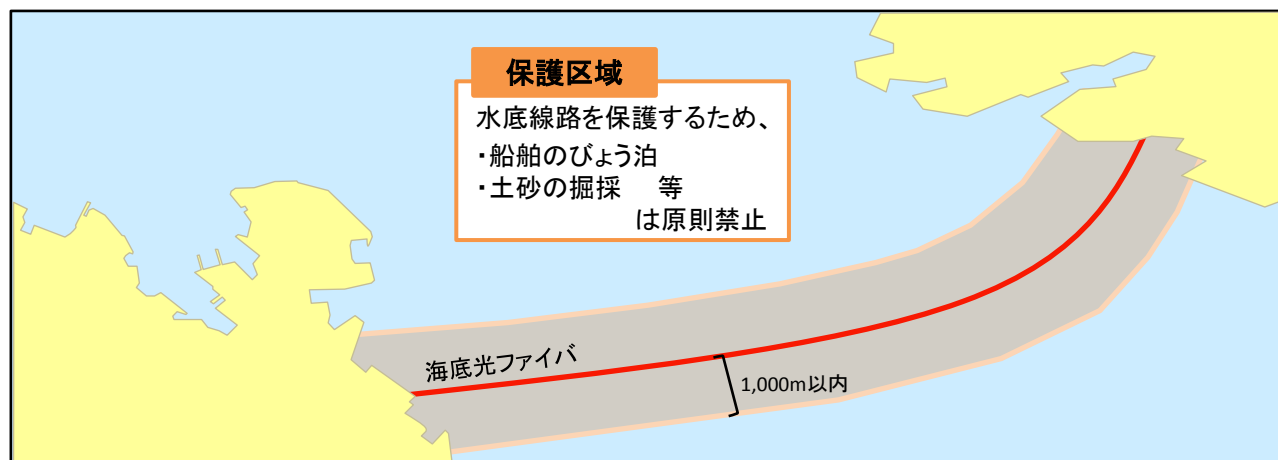 保護区域
水底線路を保護するため、
・船舶のびょう泊
・土砂の掘採　等
は原則禁止
海底光ファイバ
1,000m以内